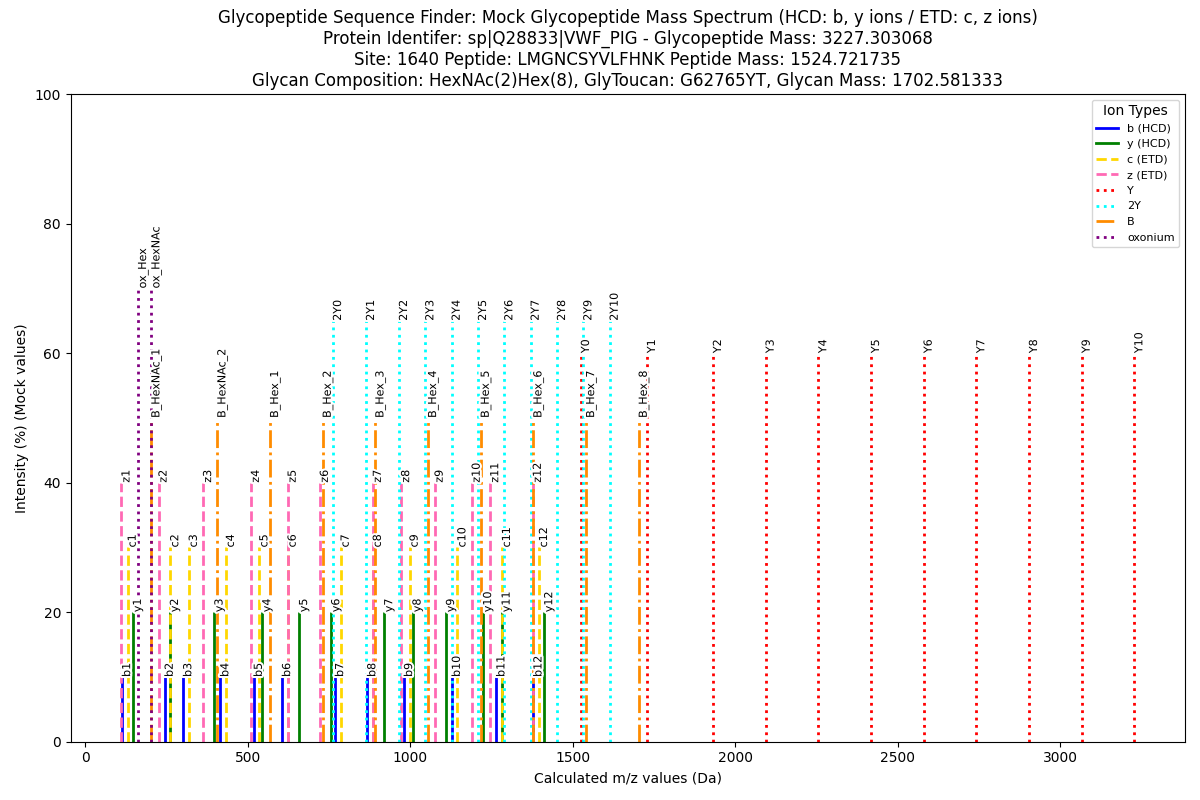 Glycopeptide Sequence Finder: Mock Glycopeptide Mass Spectrum (HCD: b, y ions / ETD: c, z ions)
Protein Identifer: sp|Q28833|VWF_PIG - Glycopeptide Mass: 3227.303068
Site: 1640 Peptide: LMGNCSYVLFHNK Peptide Mass: 1524.721735
Glycan Composition: HexNAc(2)Hex(8), GlyToucan: G62765YT, Glycan Mass: 1702.581333
Ion Types
b (HCD)
y (HCD)
c (ETD)
z (ETD)
Y
2Y
B
oxonium
Intensity (%) (Mock values)
100
80
60
40
20
0
ox_Hex
ox_HexNAc
2Y0
2Y1
2Y2
2Y3
2Y4
2Y5
2Y6
2Y7
2Y8
2Y9
2Y10
Y0
Y1
Y2
Y3
Y4
Y5
Y6
Y7
Y8
Y9
Y10
B_HexNAc_1
B_HexNAc_2
B_Hex_1
B_Hex_2
B_Hex_3
B_Hex_4
B_Hex_5
B_Hex_6
B_Hex_7
B_Hex_8
z1
z2
z3
z4
z5
z6
z7
z8
z9
z10
z11
z12
c1
c2
c3
c4
c5
c6
c7
c8
c9
c10
c11
c12
y1
y2
y3
y4
y5
y6
y7
y8
y9
y10
y11
y12
b1
b2
b3
b4
b5
b6
b7
b8
b9
b10
b11
b12
0
500
1000
1500
2000
2500
3000
Calculated m/z values (Da)